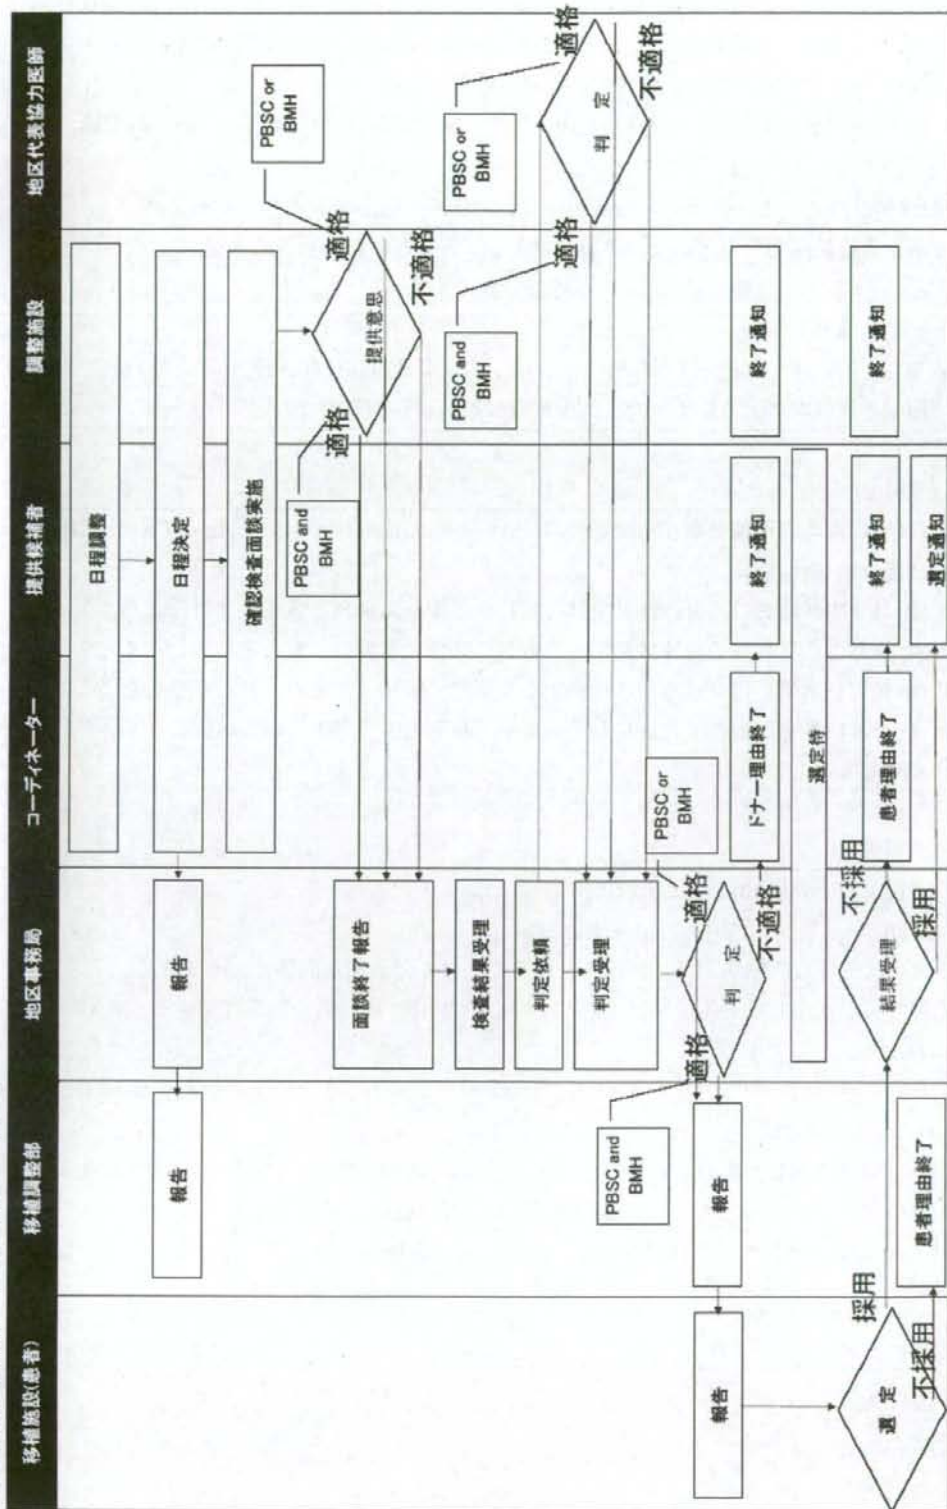 移植施設(患者)
移植調整部
地区事務局
コーディネーター
提供候補者
調整施設
地区代表協力医師
日程調整
報告
報告
日程決定
確認検査面談実施
PBSC and
BMH
適格
提供意思
適格
不適格
PBSC or
BMH
面談終了報告
検査結果受理
判定依頼
判定受理
PBSC and
BMH
適格
判 定
適格
不適格
PBSC or
BMH
PBSC and
BMH
適格
判 定
適格
不適格
PBSC or
BMH
報告
報告
ドナー理由終了
終了通知
終了通知
選定待
選 定
採用
不採用
結果受理
不採用
採用
患者理由終了
終了通知
終了通知
患者理由終了
選定通知